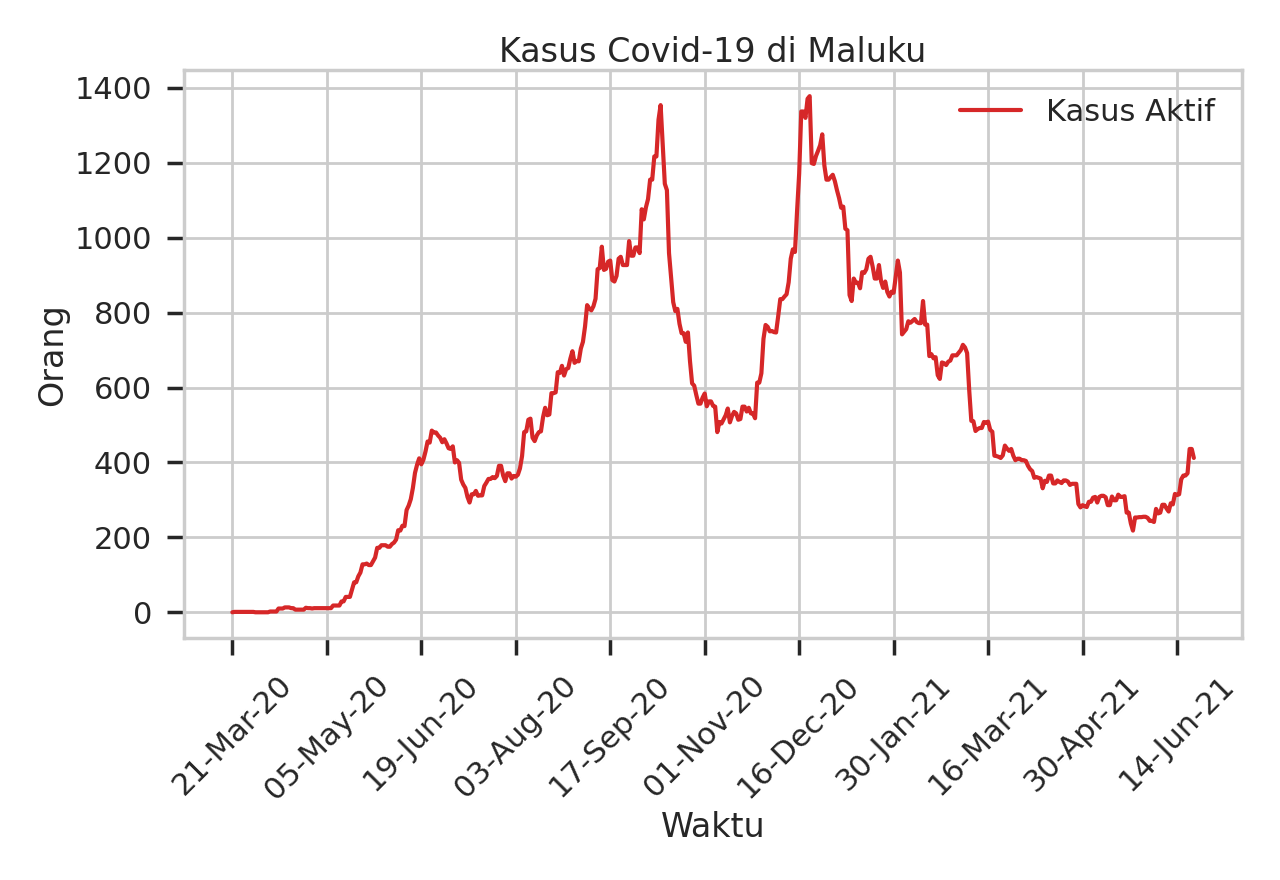 Kasus Covid-19 di Maluku
Kasus Aktif
Orang
1400
1200
1000
800
600
400
200
0
21-Mar-20
05-May-20
19-Jun-20
03-Aug-20
17-Sep-20
01-Nov-20
16-Dec-20
30-Jan-21
16-Mar-21
30-Apr-21
14-Jun-21
Waktu